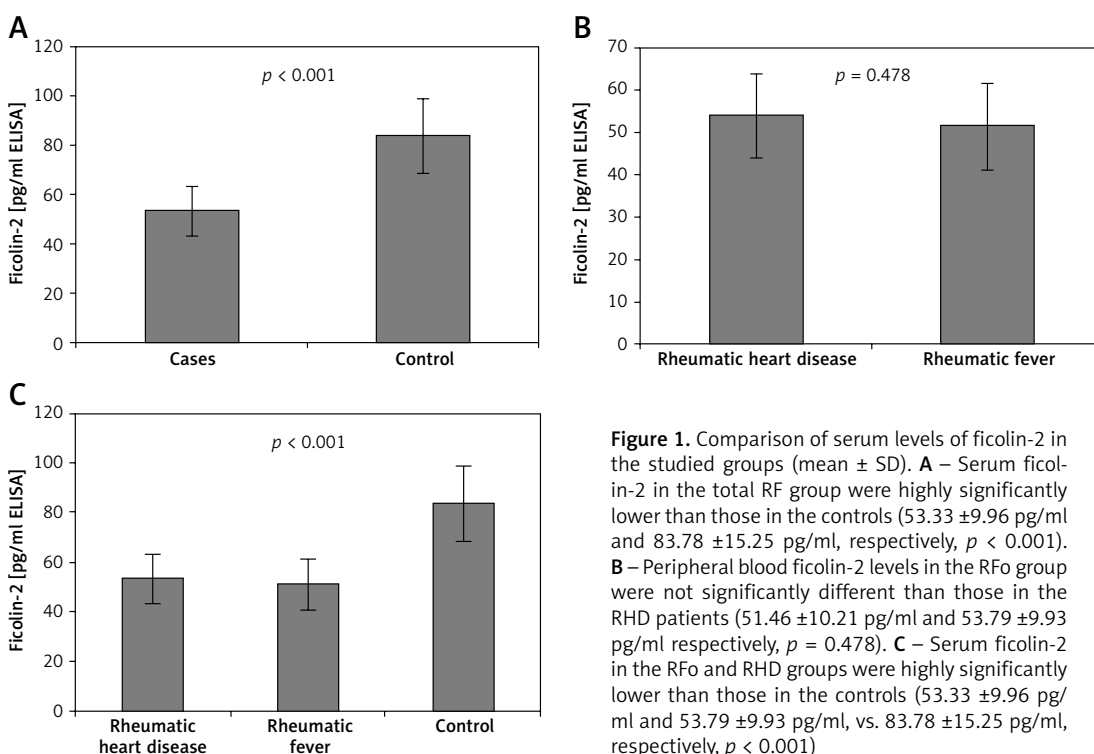 A
120
100
80
60
40
20
0
Ficolin-2 [pg/ml ELISA]
p < 0.001
Cases Control
B
70
60
50
40
30
20
10
0
Ficolin-2 [pg/ml ELISA]
p = 0.478
Rheumatic heart disease Rheumatic fever
C
120
100
80
60
40
20
0
Ficolin-2 [pg/ml ELISA]
p < 0.001
Rheumatic Rheumatic Control
heart disease fever
Figure 1. Comparison of serum levels of ficolin-2 in
the studied groups (mean ± SD). A – Serum ficol-
in-2 in the total RF group were highly significantly
lower than those in the controls (53.33 ±9.96 pg/ml
and 83.78 ±15.25 pg/ml, respectively, p < 0.001).
B – Peripheral blood ficolin-2 levels in the RFo group
were not significantly different than those in the
RHD patients (51.46 ±10.21 pg/ml and 53.79 ±9.93
pg/ml respectively, p = 0.478). C – Serum ficolin-2
in the RFo and RHD groups were highly significantly
lower than those in the controls (53.33 ±9.96 pg/
ml and 53.79 ±9.93 pg/ml, vs. 83.78 ±15.25 pg/ml,
respectively, p < 0.001)